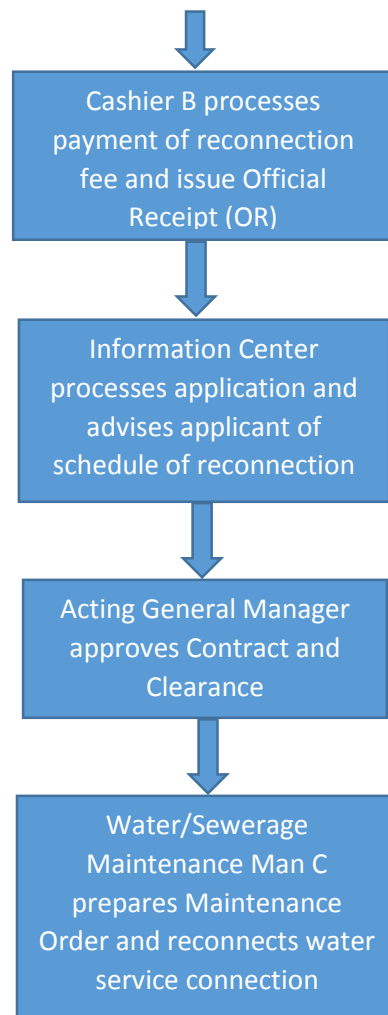 Cashier B processes
payment of reconnection
fee and issue Official
Receipt (OR)
Information Center
processes application and
advises applicant of
schedule of reconnection
Acting General Manager
approves Contract and
Clearance
Water/Sewerage
Maintenance Man C
prepares Maintenance
Order and reconnects water
service connection